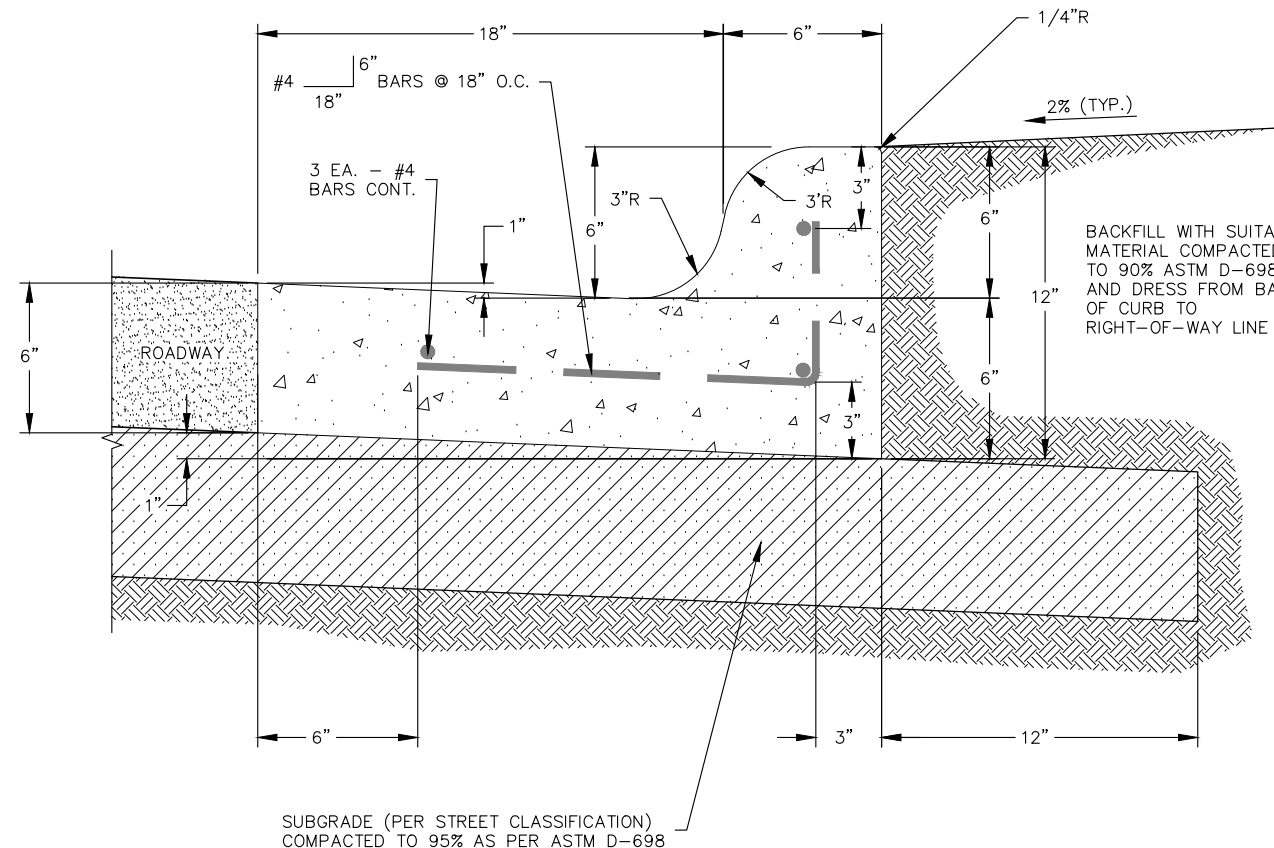 18”
6”
1/4”R
#4
6”
18”
BARS @ 18” O.C.
2% (TYP.)
3 EA. – #4
BARS CONT.
3”R
3’R
3”
1”
6”
6”
12”
BACKFILL WITH
MATERIAL COMPACTED
TO 90% ASTM D–698
AND DRESS FROM
OF CURB TO
RIGHT–OF–WAY LINE
6”
ROADWAY
6”
3”
1”
6”
3”
12”
SUBGRADE (PER STREET CLASSIFICATION)
COMPACTED TO 95% AS PER ASTM D–698